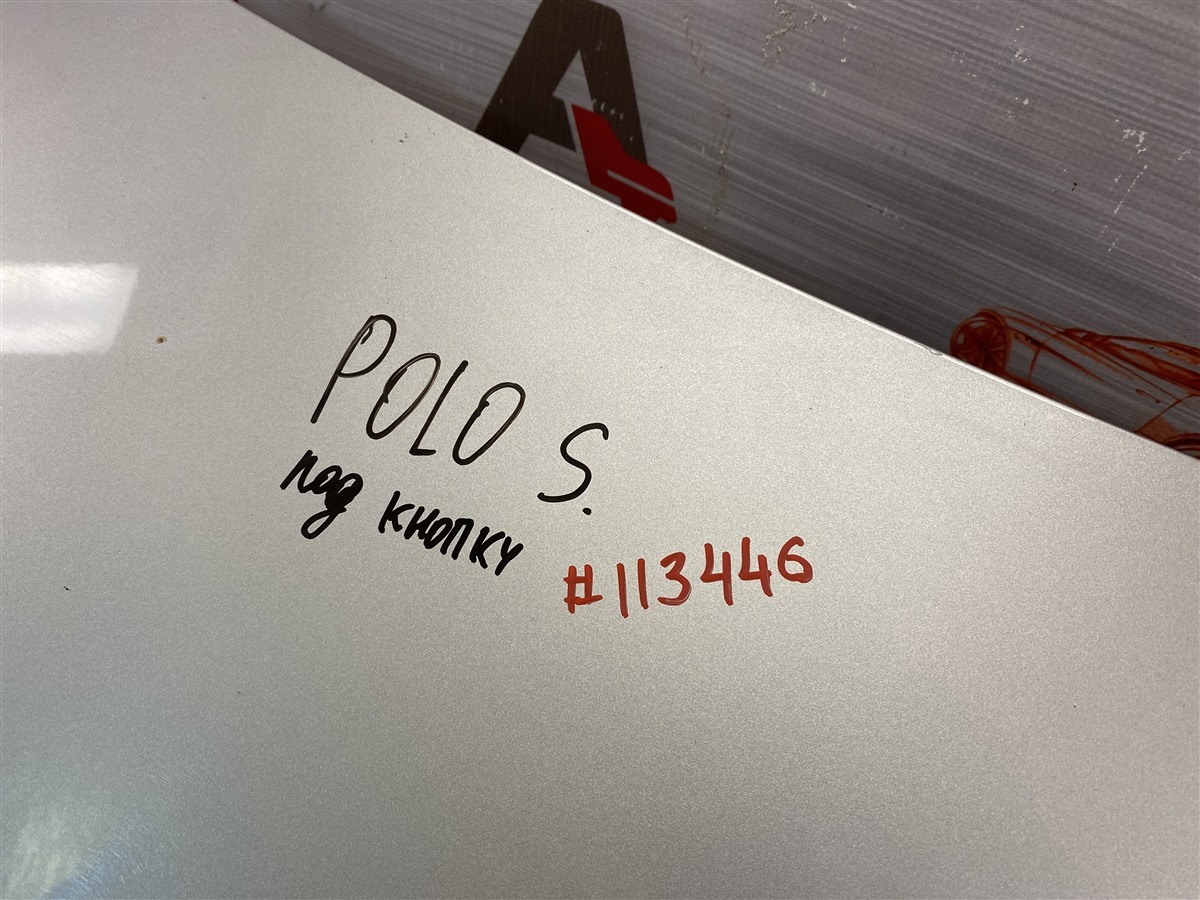 POLO S.
под кнопку
#113446